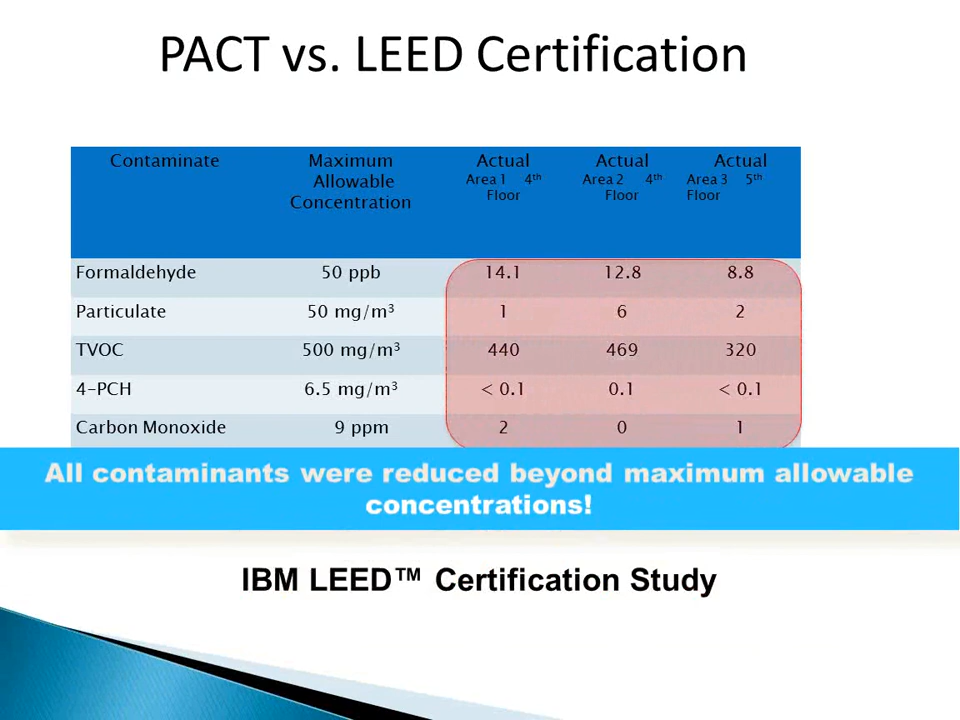 PACT vs. LEED Certification
Contaminate Maximum Allowable Concentration Actual Area 1 4th Floor Actual Area 2 4th Floor Actual Area 3 5th Floor
Formaldehyde 50 ppb 14.1 12.8 8.8
Particulate 50 mg/m³ 1 6 2
TVOC 500 mg/m³ 440 469 320
4-PCH 6.5 mg/m³ < 0.1 0.1 < 0.1
Carbon Monoxide 9 ppm 2 0 1
All contaminants were reduced beyond maximum allowable
concentrations!
IBM LEED™ Certification Study